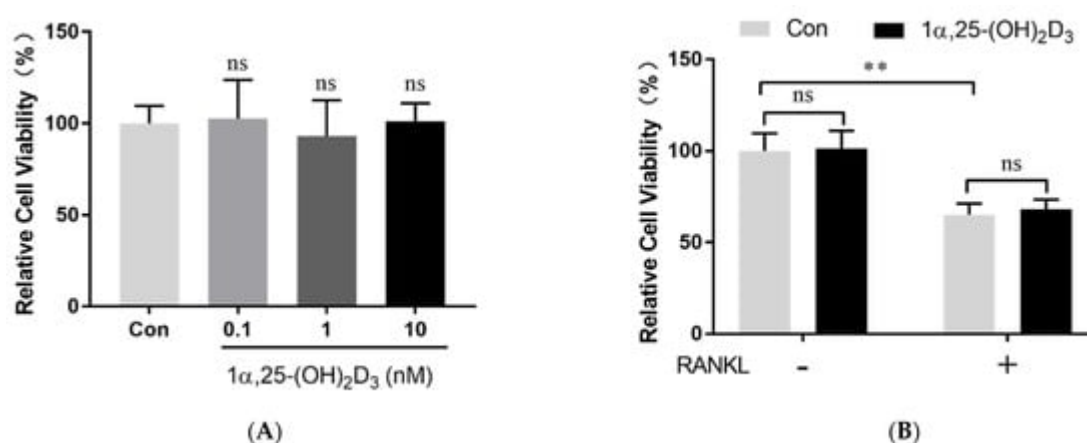 150
100
50
0
Relative Cell Viability (%)
ns
ns
ns
Con
0.1
1
10
1α,25-(OH)₂D₃ (nM)
(A)
Con
1α,25-(OH)₂D₃
150
100
50
0
Relative Cell Viability (%)
**
ns
ns
RANKL - +
(B)